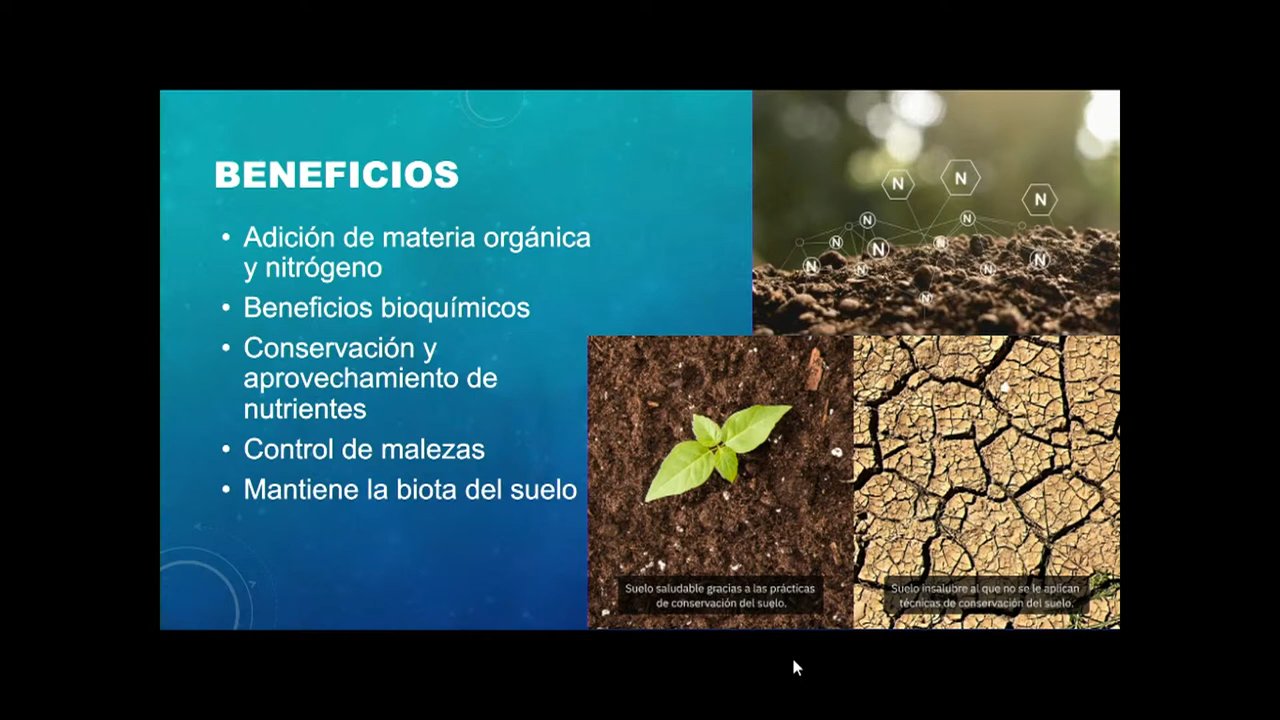 BENEFICIOS
• Adición de materia orgánica
y nitrógeno
• Beneficios bioquímicos
• Conservación y
aprovechamiento de
nutrientes
• Control de malezas
• Mantiene la biota del suelo
N
N
N
N
N
N
N
N
N
N
N
N
N
Suelo saludable gracias a las prácticas
de conservación del suelo.
Suelo insalubre al que no se le aplican
técnicas de conservación del suelo.